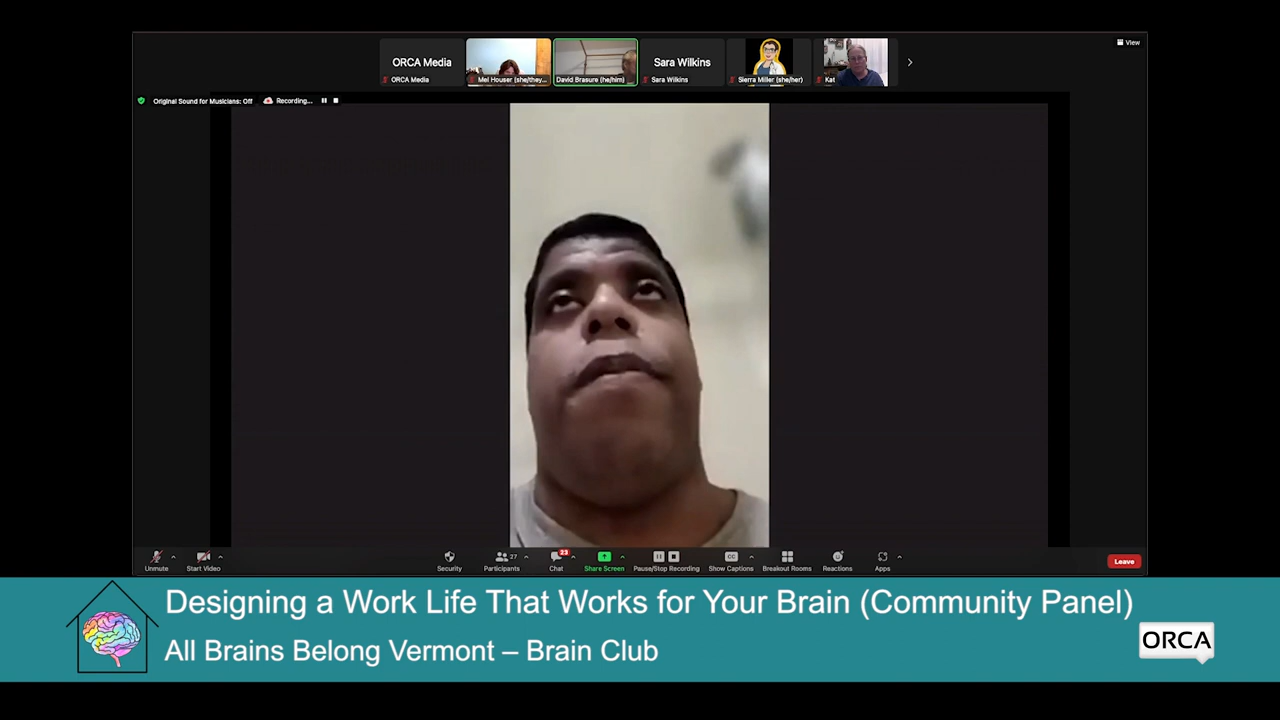 View
ORCA Media
ORCA Media
Mei Houser (she/they...
David Brasure (he/him)
Sara Wilkins
Sara Wilkins
Sierra Miller (she/her)
Kat
Original Sound for Musicians: Off
Recording...
Unmute
Start Video
Security
Participants
27
Chat
23
Share Screen
Pause/Stop Recording
CC
Show Captions
Breakout Rooms
Reactions
Apps
Leave
Designing a Work Life That Works for Your Brain (Community Panel)
All Brains Belong Vermont – Brain Club
ORCA